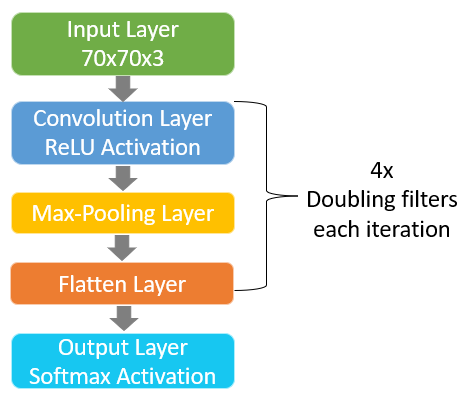 Input Layer
70x70x3
Convolution Layer
ReLU Activation
Max-Pooling Layer
Flatten Layer
Output Layer
Softmax Activation
4x
Doubling filters
each iteration